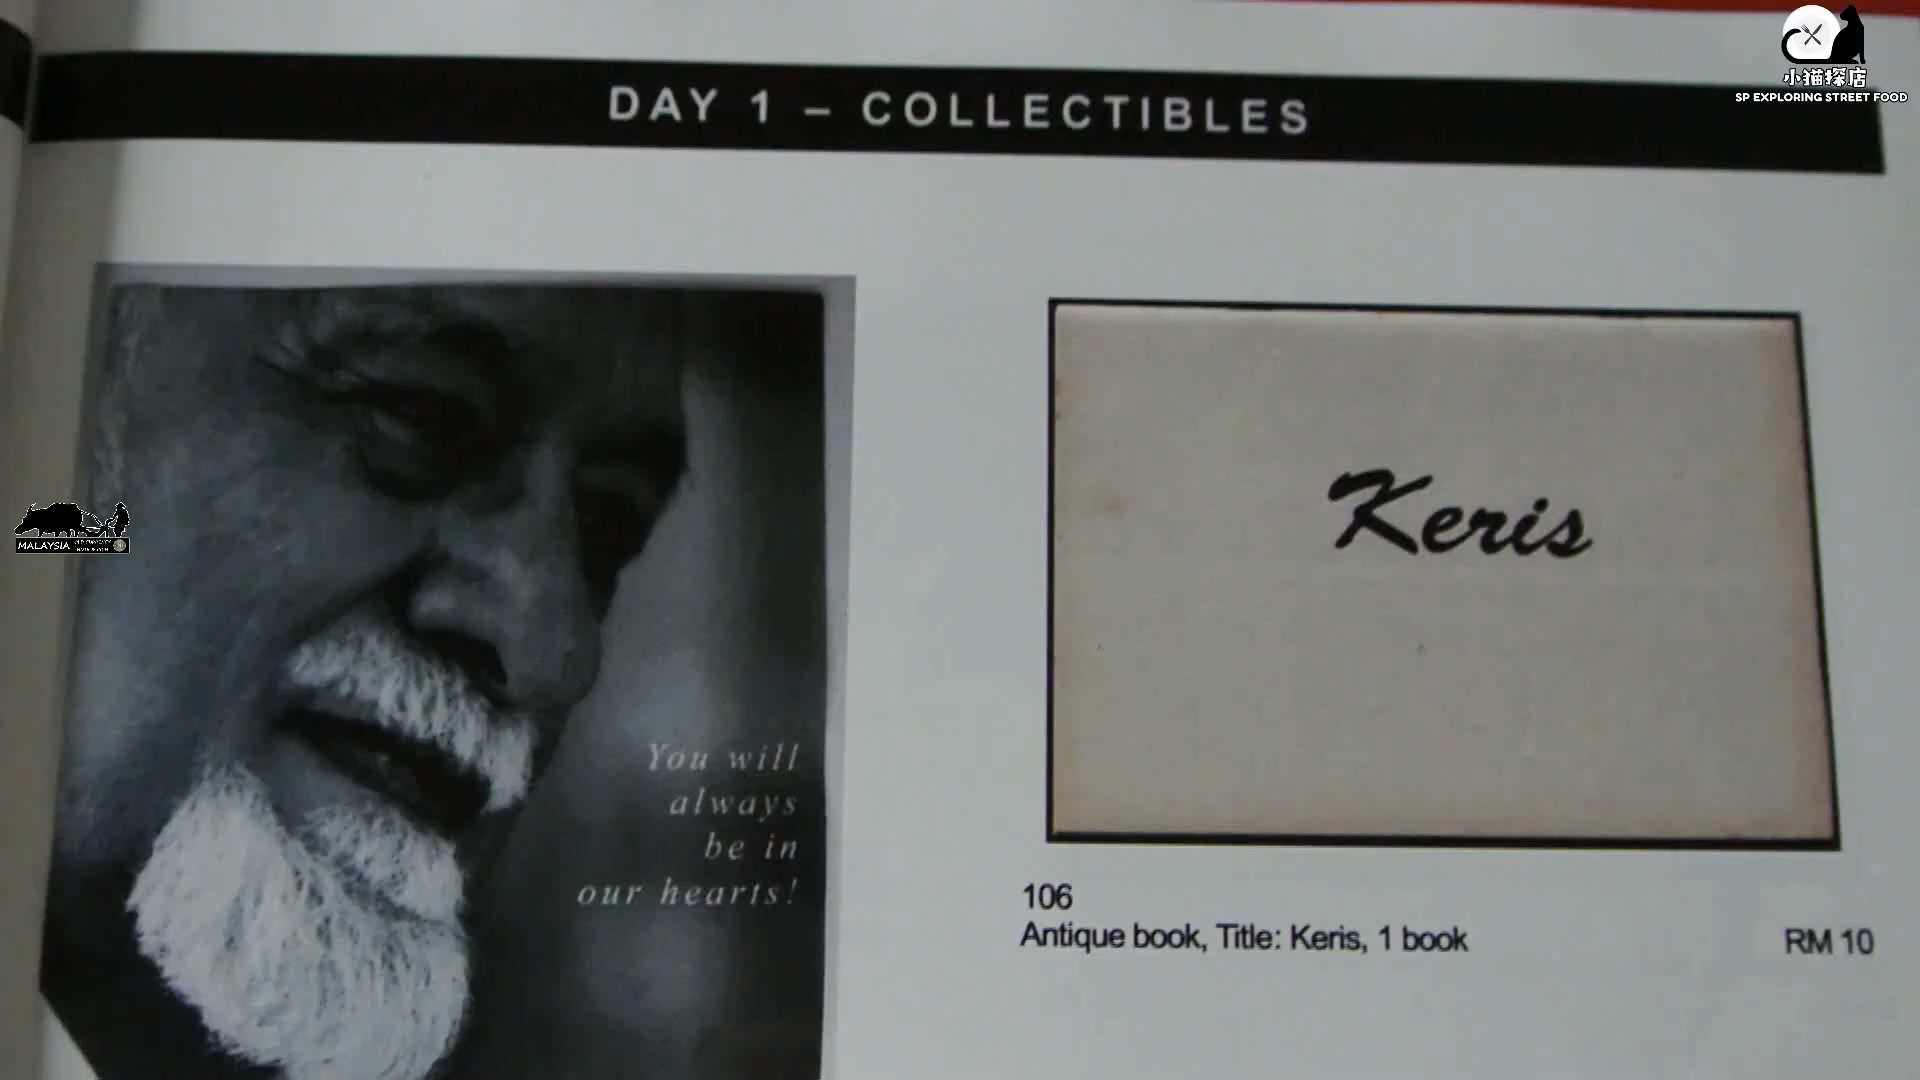 DAY 1 – COLLECTIBLES
小猫探店
SP EXPLORING STREET FOOD
Keris
MALAYSIA
You will
always
be in
our hearts!
106
Antique book, Title: Keris, 1 book
RM 10